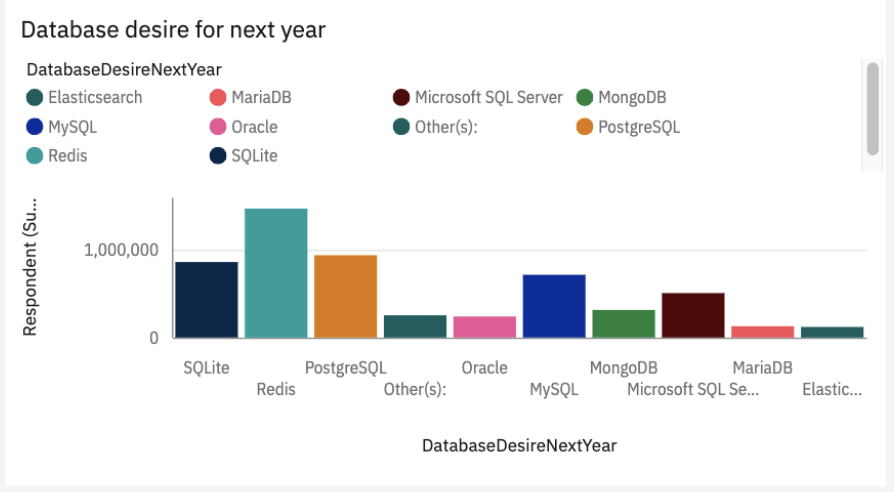 Database desire for next year
DatabaseDesireNextYear
Elasticsearch MariaDB Microsoft SQL Server MongoDB
MySQL Oracle Other(s): PostgreSQL
Redis SQLite
Respondent (Su...
1,000,000
0
SQLite PostgreSQL Oracle MongoDB MariaDB
Redis Other(s): MySQL Microsoft SQL Se... Elastic...
DatabaseDesireNextYear